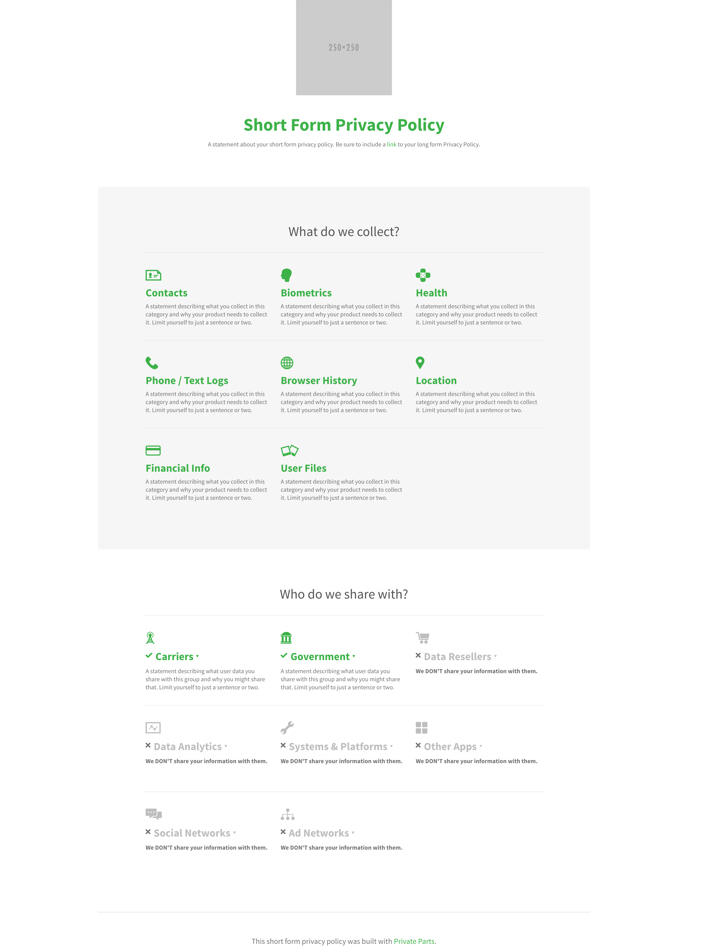 250×250
Short Form Privacy Policy
A statement about your short form privacy policy. Be sure to include a link to your long form Privacy Policy.
What do we collect?
Contacts
A statement describing what you collect in this
category and why your product needs to collect
it. Limit yourself to just a sentence or two.
Biometrics
A statement describing what you collect in this
category and why your product needs to collect
it. Limit yourself to just a sentence or two.
Health
A statement describing what you collect in this
category and why your product needs to collect
it. Limit yourself to just a sentence or two.
Phone / Text Logs
A statement describing what you collect in this
category and why your product needs to collect
it. Limit yourself to just a sentence or two.
Browser History
A statement describing what you collect in this
category and why your product needs to collect
it. Limit yourself to just a sentence or two.
Location
A statement describing what you collect in this
category and why your product needs to collect
it. Limit yourself to just a sentence or two.
Financial Info
A statement describing what you collect in this
category and why your product needs to collect
it. Limit yourself to just a sentence or two.
User Files
A statement describing what you collect in this
category and why your product needs to collect
it. Limit yourself to just a sentence or two.
Who do we share with?
Carriers
A statement describing what user data you
share with this group and why you might share
that. Limit yourself to just a sentence or two.
Government
A statement describing what user data you
share with this group and why you might share
that. Limit yourself to just a sentence or two.
Data Resellers
We DON'T share your information with them.
Data Analytics
We DON'T share your information with them.
Systems & Platforms
We DON'T share your information with them.
Other Apps
We DON'T share your information with them.
Social Networks
We DON'T share your information with them.
Ad Networks
We DON'T share your information with them.
This short form privacy policy was built with Private Parts.